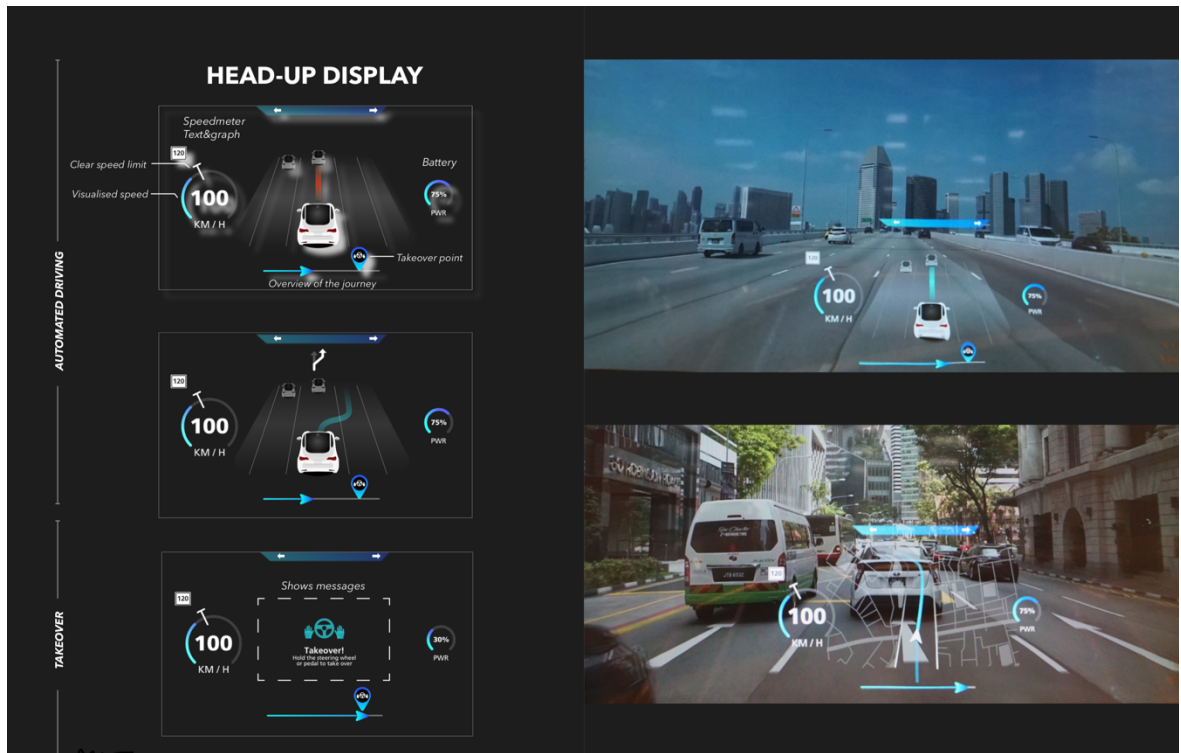 HEAD-UP DISPLAY
AUTOMATED DRIVING
Speedmeter
Text&graph
120
Clear speed limit
Visualised speed
100
KM / H
Battery
75%
PWR
Takeover point
Overview of the journey
120
100
KM / H
75%
PWR
TAKEOVER
120
100
KM / H
Shows messages
Takeover!
Hold the steering wheel
or pedal to take over
30%
PWR
120
100
KM / H
75%
PWR
120
100
KM / H
75%
PWR